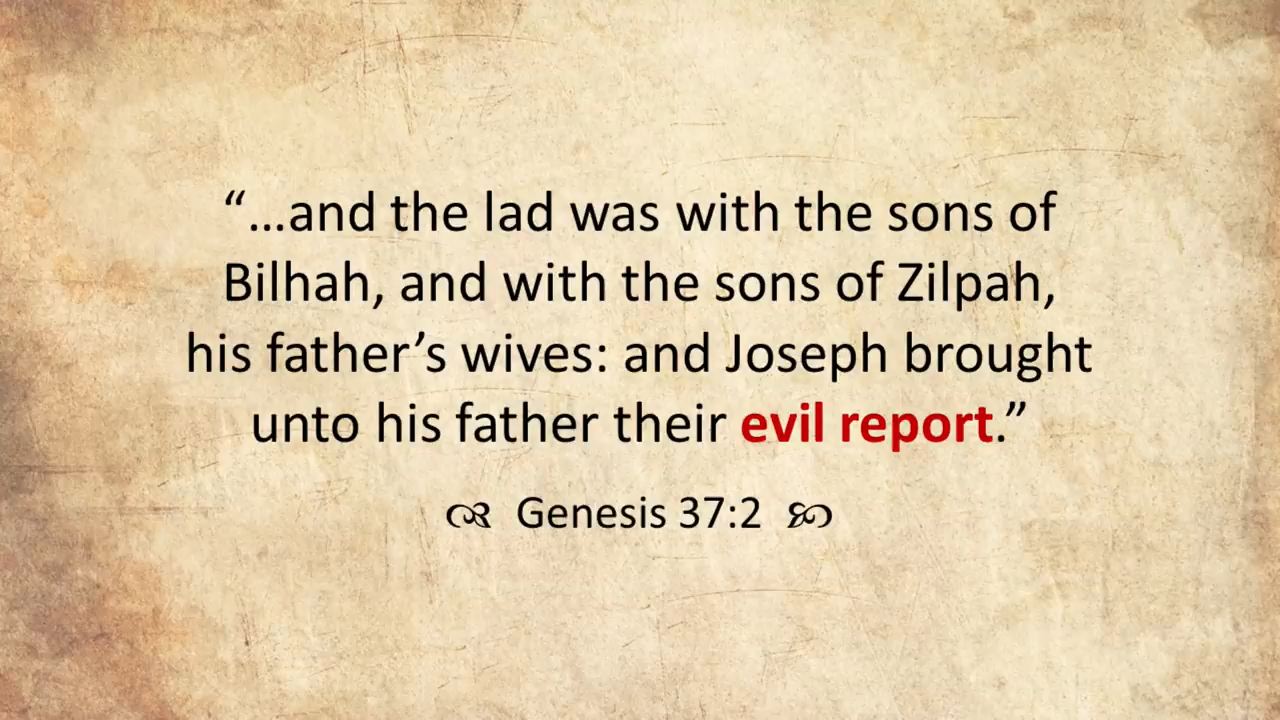 “…and the lad was with the sons of
Bilhah, and with the sons of Zilpah,
his father’s wives: and Joseph brought
unto his father their evil report.”
Genesis 37:2